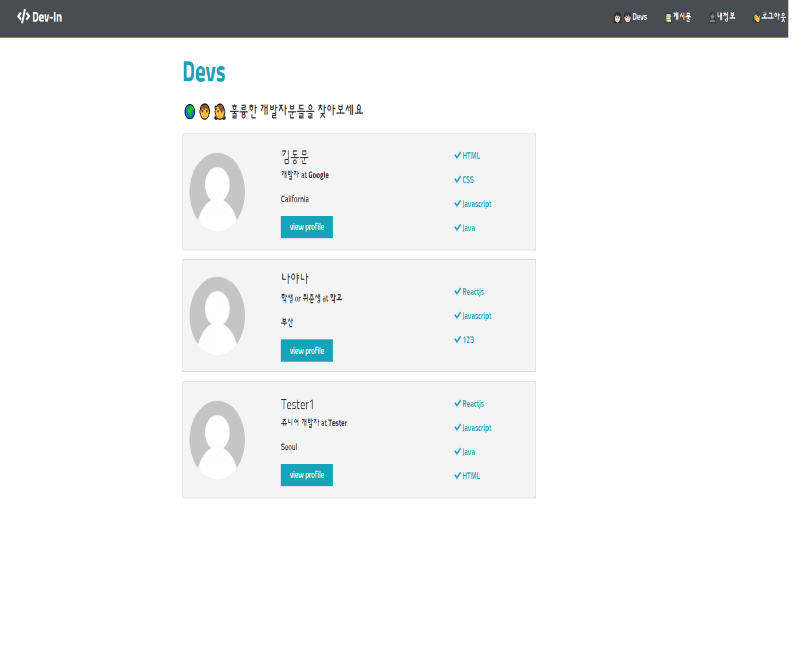 Dev-In
Devs
게시물
내정보
로그아웃
Devs
훌륭한 개발자분들을 찾아보세요
김동문
개발자 at Google
California
view profile
HTML
CSS
Javascript
Java
나야나
학생 or 취준생 at 학교
부산
view profile
Reactjs
Javascript
123
Tester1
쥬니어 개발자 at Tester
Seoul
view profile
Reactjs
Javascript
Java
HTML